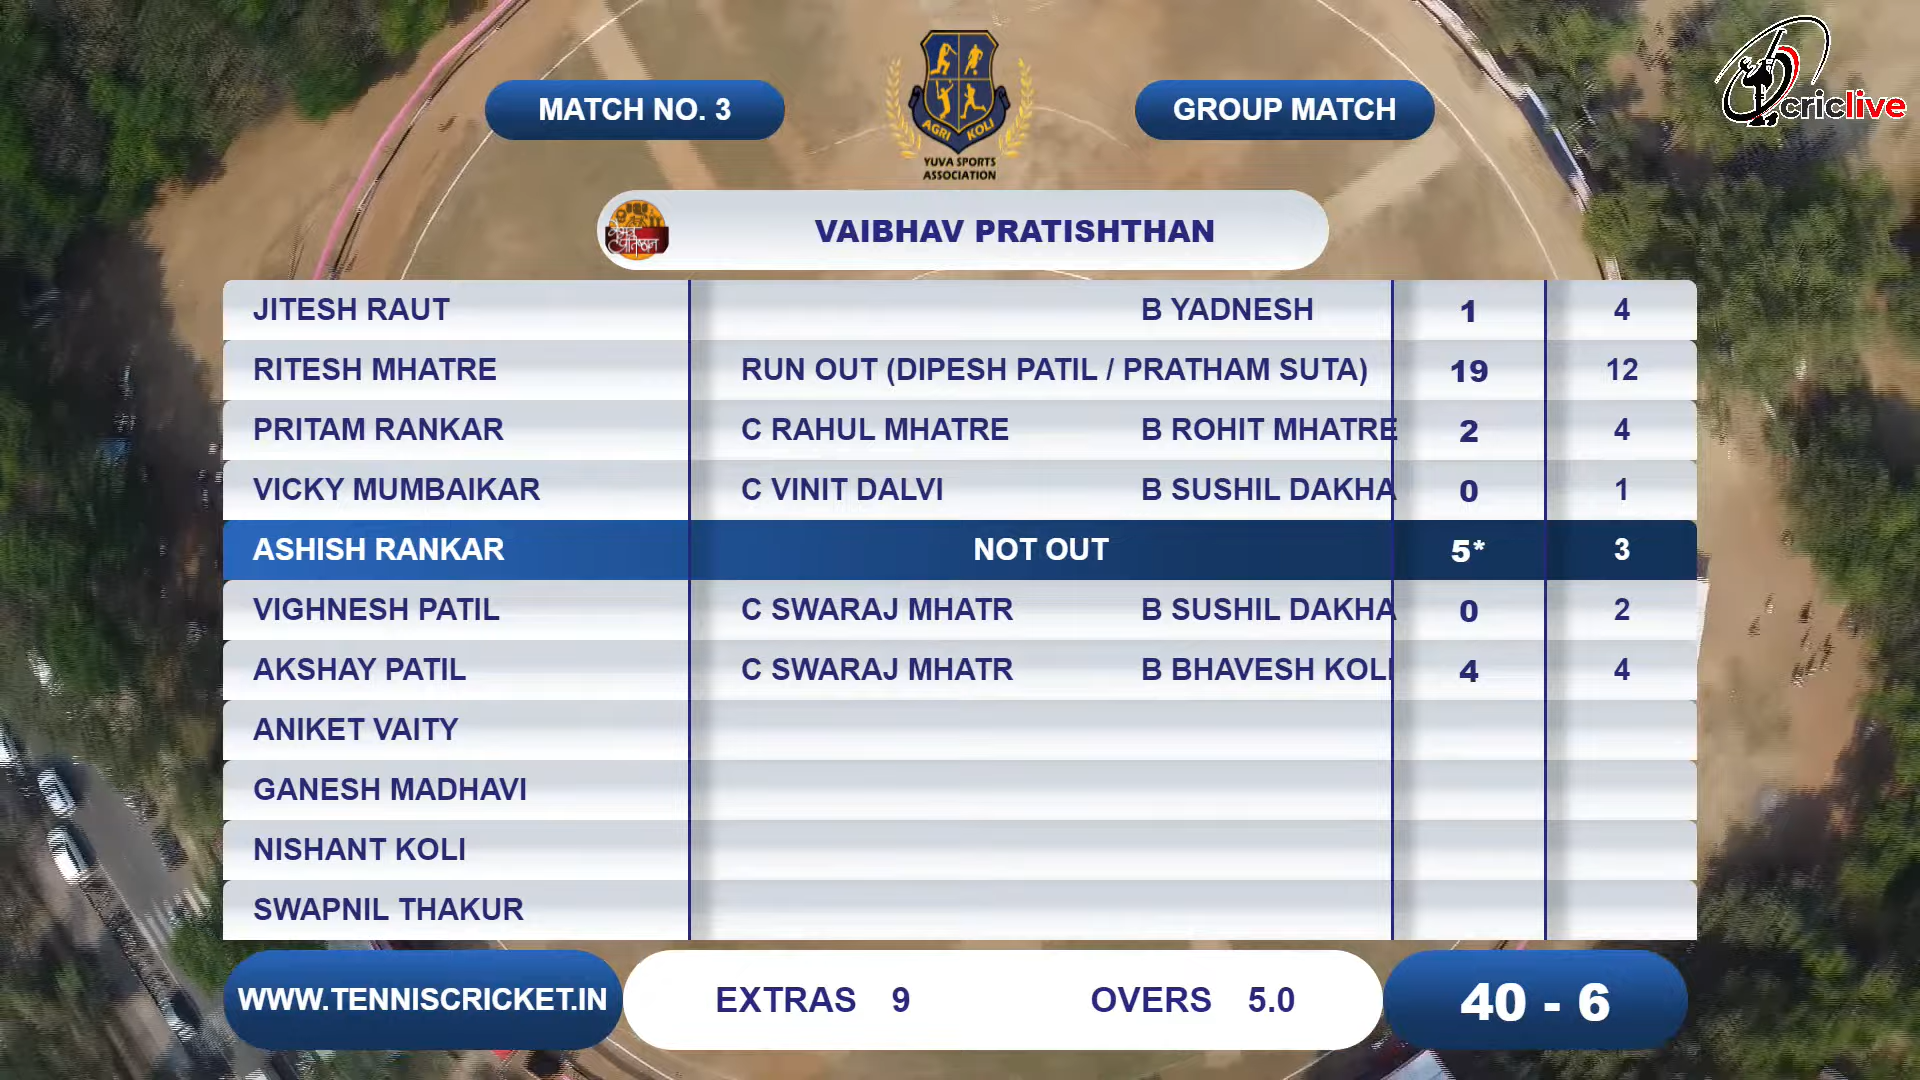 criclive
MATCH NO. 3
GROUP MATCH
AGRI KOLI
YUVA SPORTS
ASSOCIATION
VAIBHAV PRATISHTHAN
JITESH RAUT B YADNESH 1 4
RITESH MHATRE RUN OUT (DIPESH PATIL / PRATHAM SUTA) 19 12
PRITAM RANKAR C RAHUL MHATRE B ROHIT MHATRE 2 4
VICKY MUMBAIKAR C VINIT DALVI B SUSHIL DAKHA 0 1
ASHISH RANKAR NOT OUT 5* 3
VIGHNESH PATIL C SWARAJ MHATR B SUSHIL DAKHA 0 2
AKSHAY PATIL C SWARAJ MHATR B BHAVESH KOLI 4 4
ANIKET VAITY
GANESH MADHAVI
NISHANT KOLI
SWAPNIL THAKUR
WWW.TENNISCRICKET.IN EXTRAS 9 OVERS 5.0 40 - 6